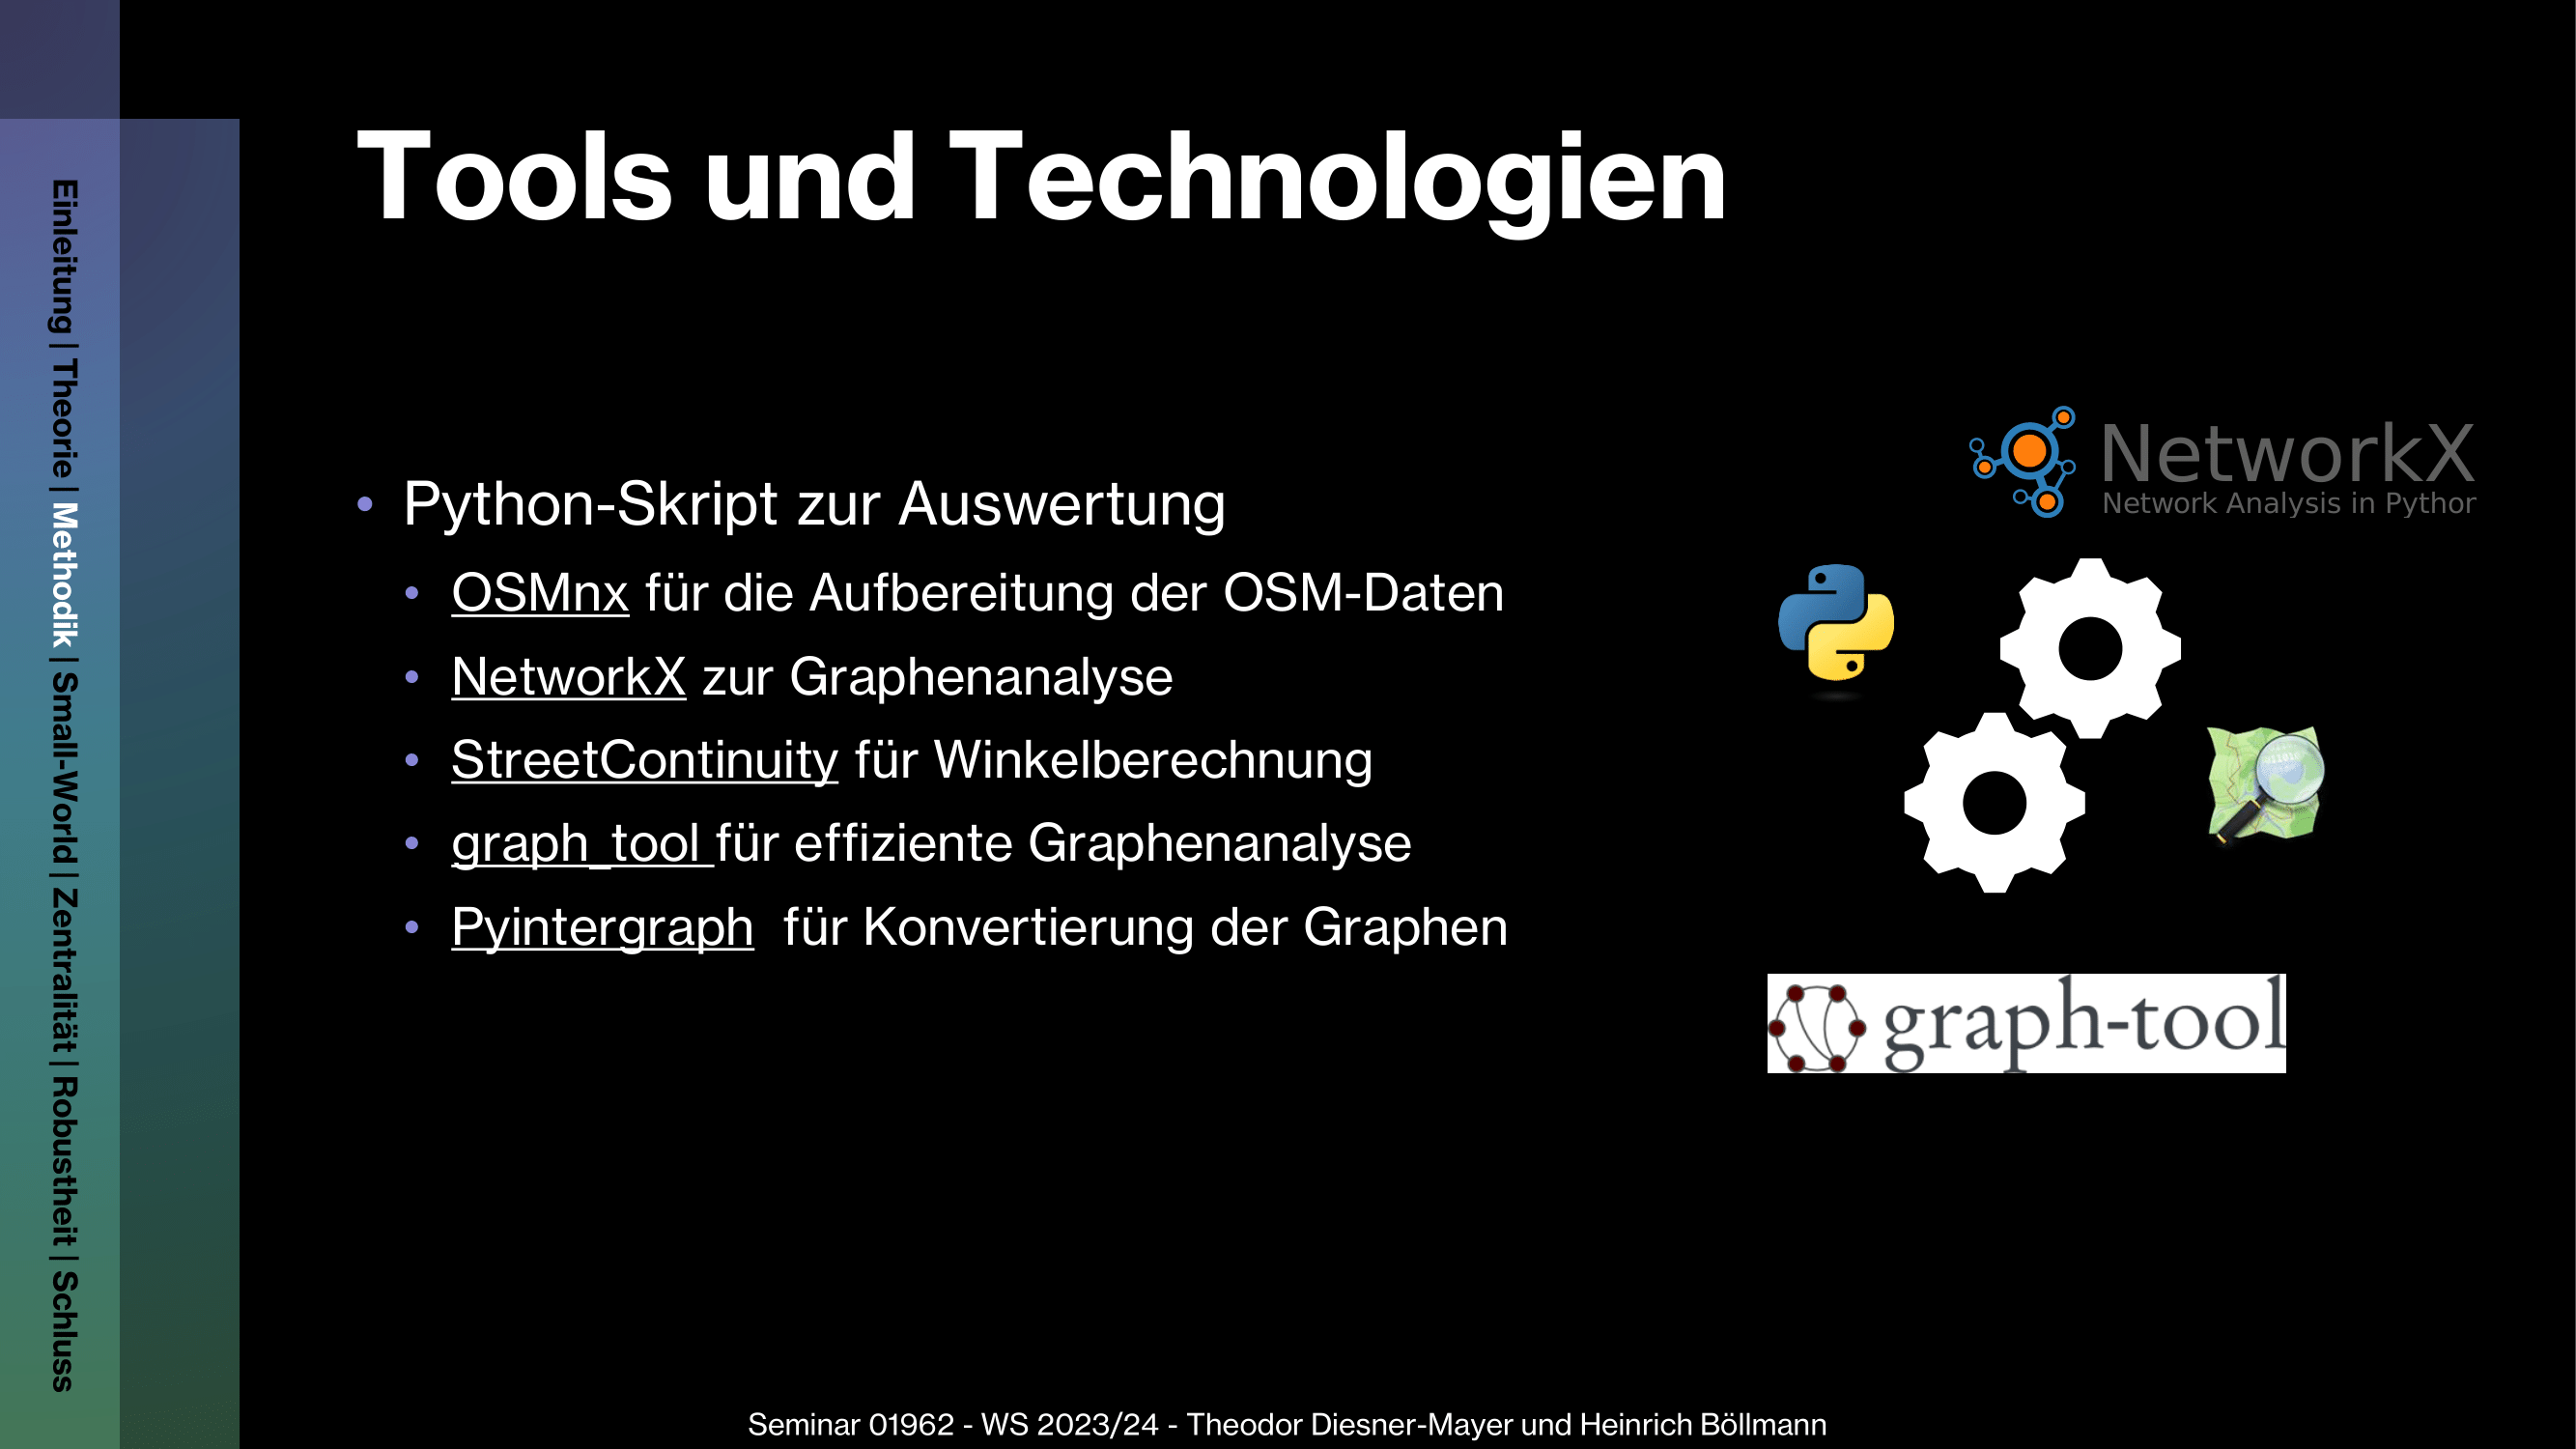 Einleitung | Theorie | Methodik | Small-World | Zentralität | Robustheit | Schluss
Tools und Technologien
• Python-Skript zur Auswertung
• OSMnx für die Aufbereitung der OSM-Daten
• NetworkX zur Graphenanalyse
• StreetContinuity für Winkelberechnung
• graph_tool für effiziente Graphenanalyse
• Pyintergraph für Konvertierung der Graphen
NetworkX
Network Analysis in Python
graph-tool
Seminar 01962 - WS 2023/24 - Theodor Diesner-Mayer und Heinrich Böllmann